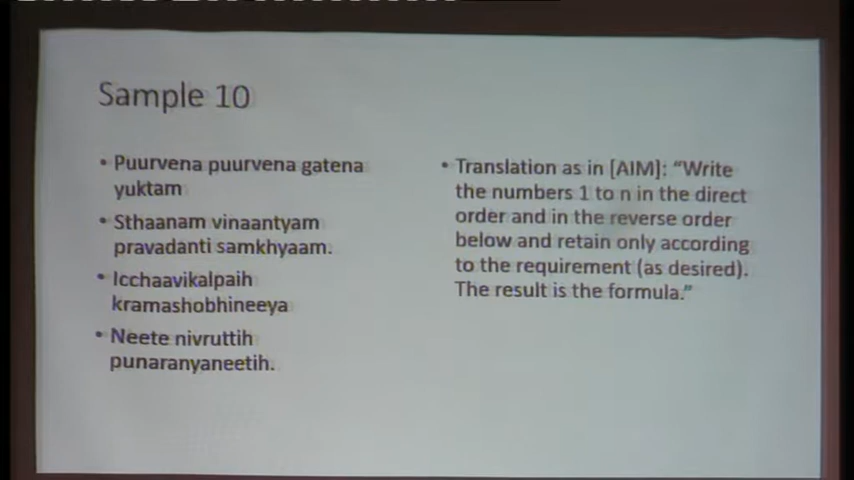 Sample 10
• Puurvena puurvena gatena
yuktam
• Sthaanam vinaantyam
pravadanti samkhyaam.
• Icchaavikalpaih
kramashobhineeya
• Neete nivruttih
punaranyaneetih.
• Translation as in [AIM]: “Write
the numbers 1 to n in the direct
order and in the reverse order
below and retain only according
to the requirement (as desired).
The result is the formula.”